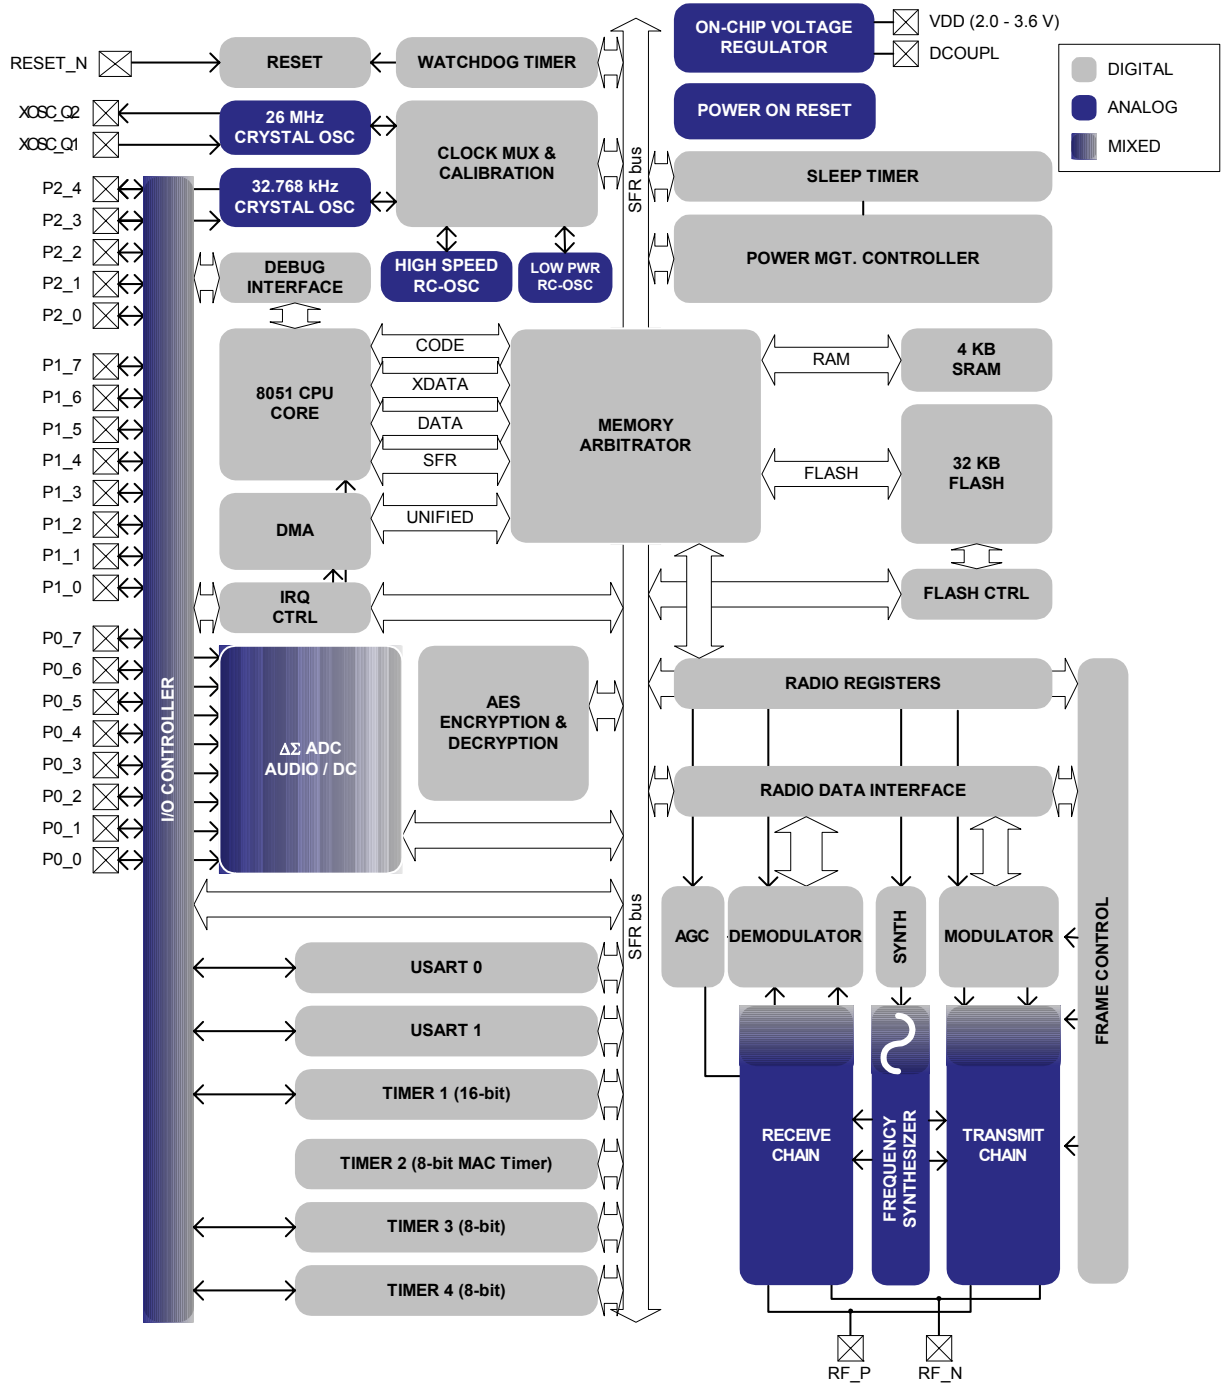 RESET_N
XOSC_Q2
XOSC_Q1
P2_4
P2_3
P2_2
P2_1
P2_0
P1_7
P1_6
P1_5
P1_4
P1_3
P1_2
P1_1
P1_0
P0_7
P0_6
P0_5
P0_4
P0_3
P0_2
P0_1
P0_0
I/O CONTROLLER
RESET
WATCHDOG TIMER
26 MHz
CRYSTAL OSC
32.768 kHz
CRYSTAL OSC
CLOCK MUX &
CALIBRATION
HIGH SPEED
RC-OSC
LOW PWR
RC-OSC
DEBUG
INTERFACE
8051 CPU
CORE
CODE
XDATA
DATA
SFR
UNIFIED
DMA
IRQ
CTRL
MEMORY
ARBITRATOR
ΔΣ ADC
AUDIO / DC
AES
ENCRYPTION &
DECRYPTION
USART 0
USART 1
TIMER 1 (16-bit)
TIMER 2 (8-bit MAC Timer)
TIMER 3 (8-bit)
TIMER 4 (8-bit)
SFR bus
SFR bus
ON-CHIP VOLTAGE
REGULATOR
VDD (2.0 - 3.6 V)
DCOUPL
POWER ON RESET
DIGITAL
ANALOG
MIXED
SLEEP TIMER
POWER MGT. CONTROLLER
RAM
4 KB
SRAM
FLASH
32 KB
FLASH
FLASH CTRL
RADIO REGISTERS
RADIO DATA INTERFACE
AGC
DEMODULATOR
SYNTH
MODULATOR
FRAME CONTROL
RECEIVE
CHAIN
FREQUENCY
SYNTHESIZER
TRANSMIT
CHAIN
RF_P
RF_N